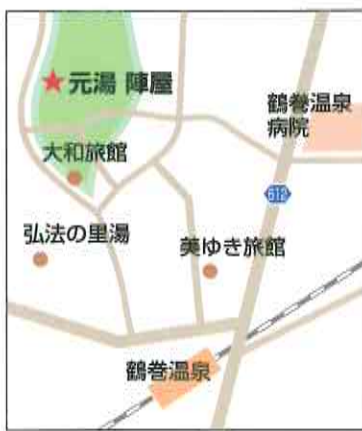 ★元湯 陣屋
鶴巻温泉
病院
大和旅館
612
弘法の里湯
美ゆき旅館
鶴巻温泉